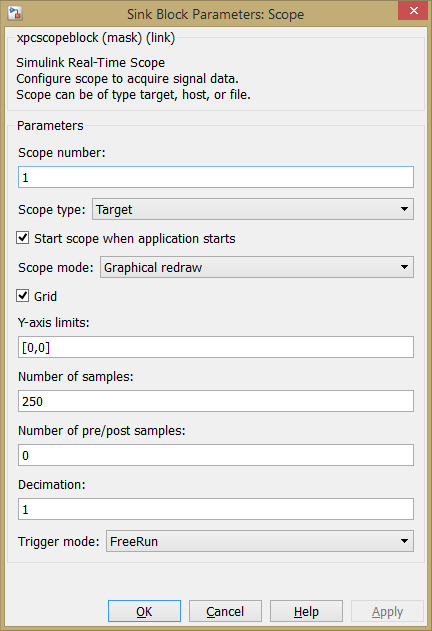 Sink Block Parameters: Scope
xpcscopeblock (mask) (link)
Simulink Real-Time Scope
Configure scope to acquire signal data.
Scope can be of type target, host, or file.
Parameters
Scope number:
1
Scope type: Target
Start scope when application starts
Scope mode: Graphical redraw
Grid
Y-axis limits:
[0,0]
Number of samples:
250
Number of pre/post samples:
0
Decimation:
1
Trigger mode: FreeRun
OK Cancel Help Apply